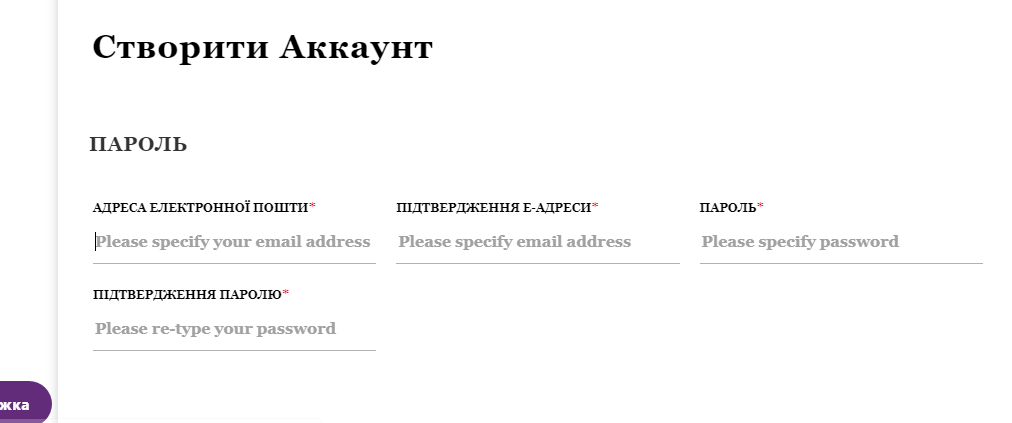 Створити Аккаунт
ПАРОЛЬ
АДРЕСА ЕЛЕКТРОННОЇ ПОШТИ* ПІДТВЕРДЖЕННЯ Е-АДРЕСИ* ПАРОЛЬ*
Please specify your email address Please specify email address Please specify password
ПІДТВЕРДЖЕННЯ ПАРОЛЮ*
Please re-type your password
жка